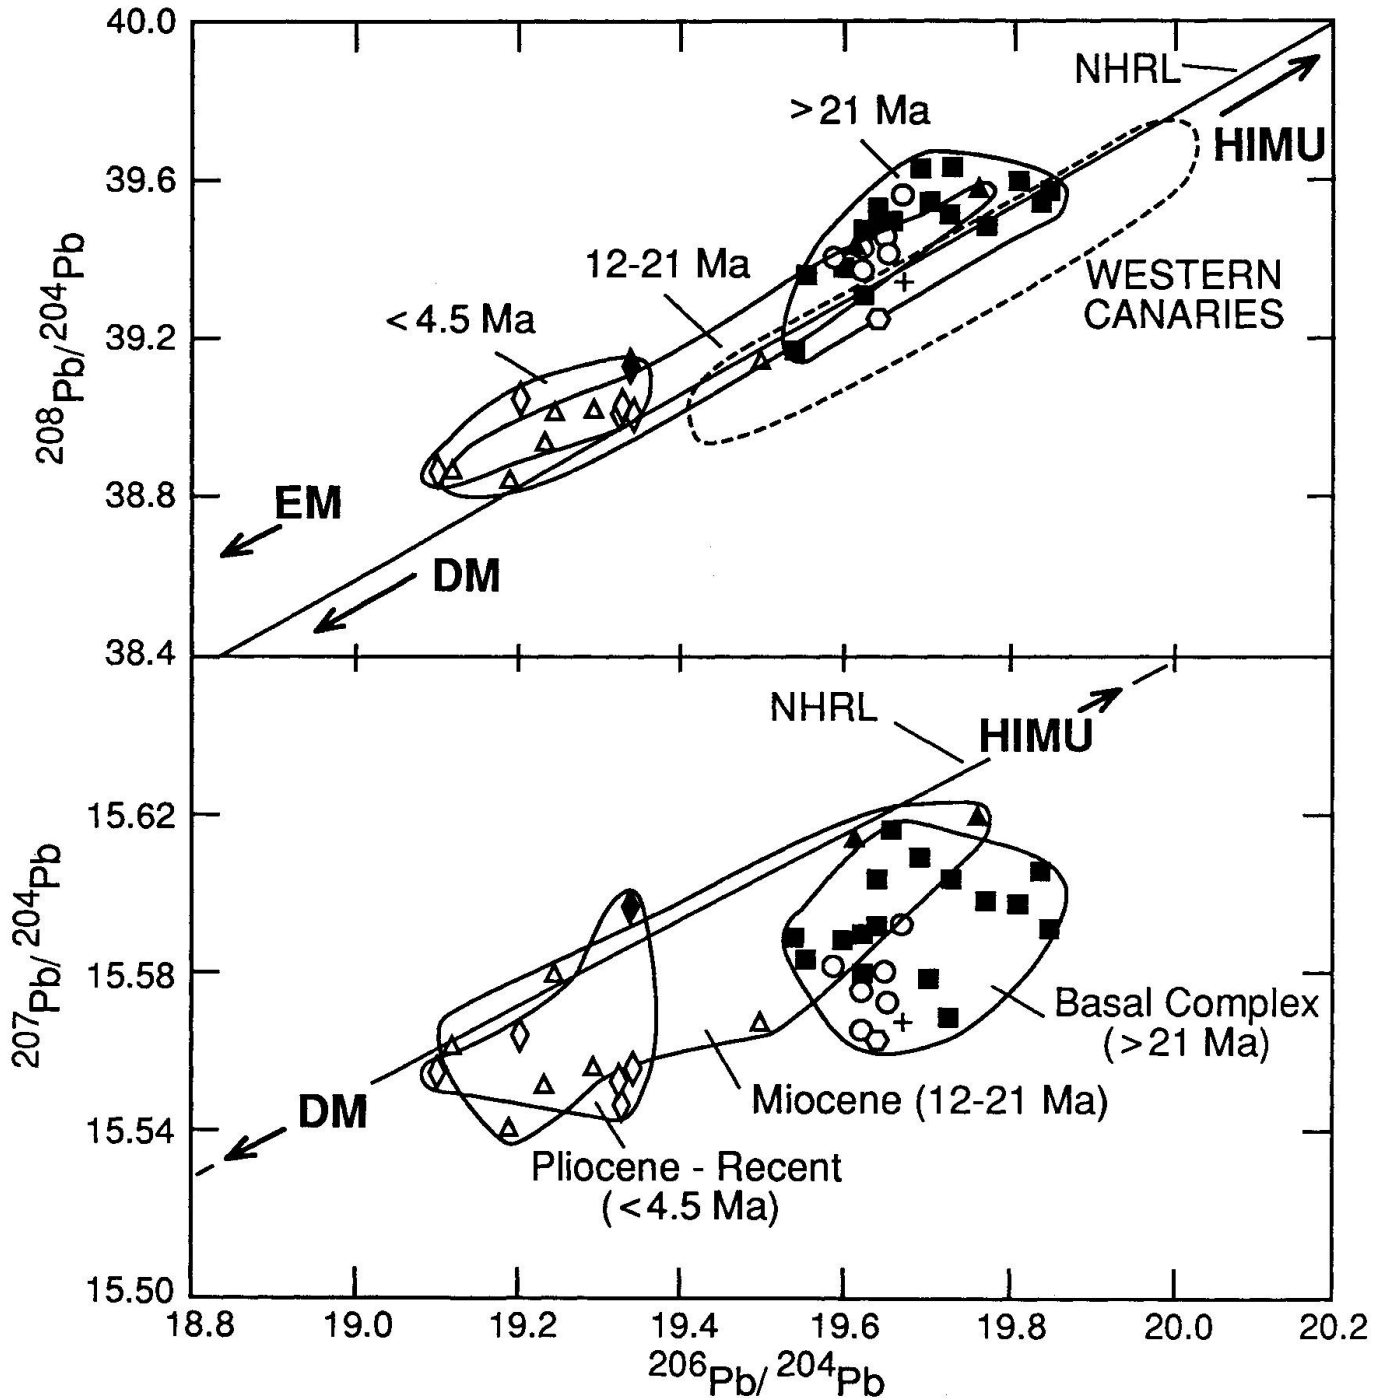 40.0
39.6
39.2
38.8
38.4
208Pb/204Pb
NHRL
HIMU
>21 Ma
12-21 Ma
<4.5 Ma
WESTERN
CANARIES
EM
DM
NHRL
HIMU
15.62
15.58
15.54
15.50
207Pb/204Pb
Basal Complex
(>21 Ma)
Miocene (12-21 Ma)
DM
Pliocene - Recent
(<4.5 Ma)
18.8 19.0 19.2 19.4 19.6 19.8 20.0 20.2
206Pb/204Pb